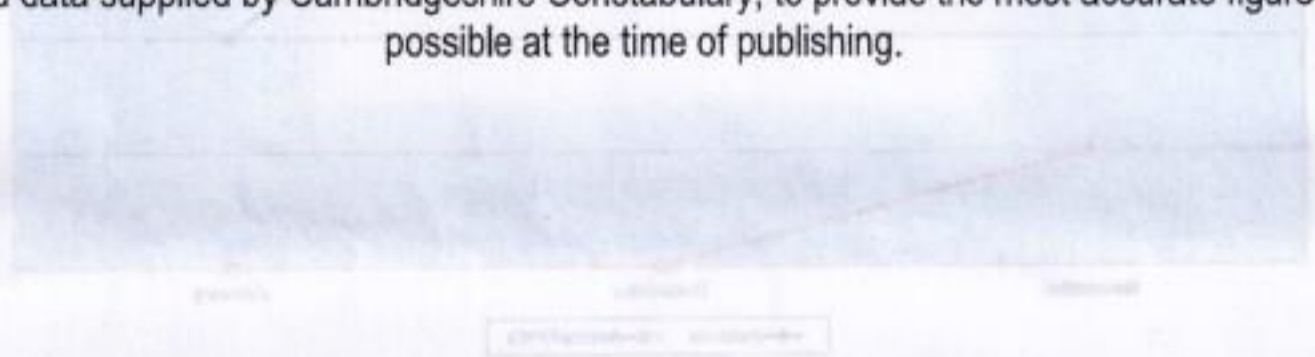 data supplied by Cambridgeshire Constabulary, to provide the most accurate figure
possible at the time of publishing.